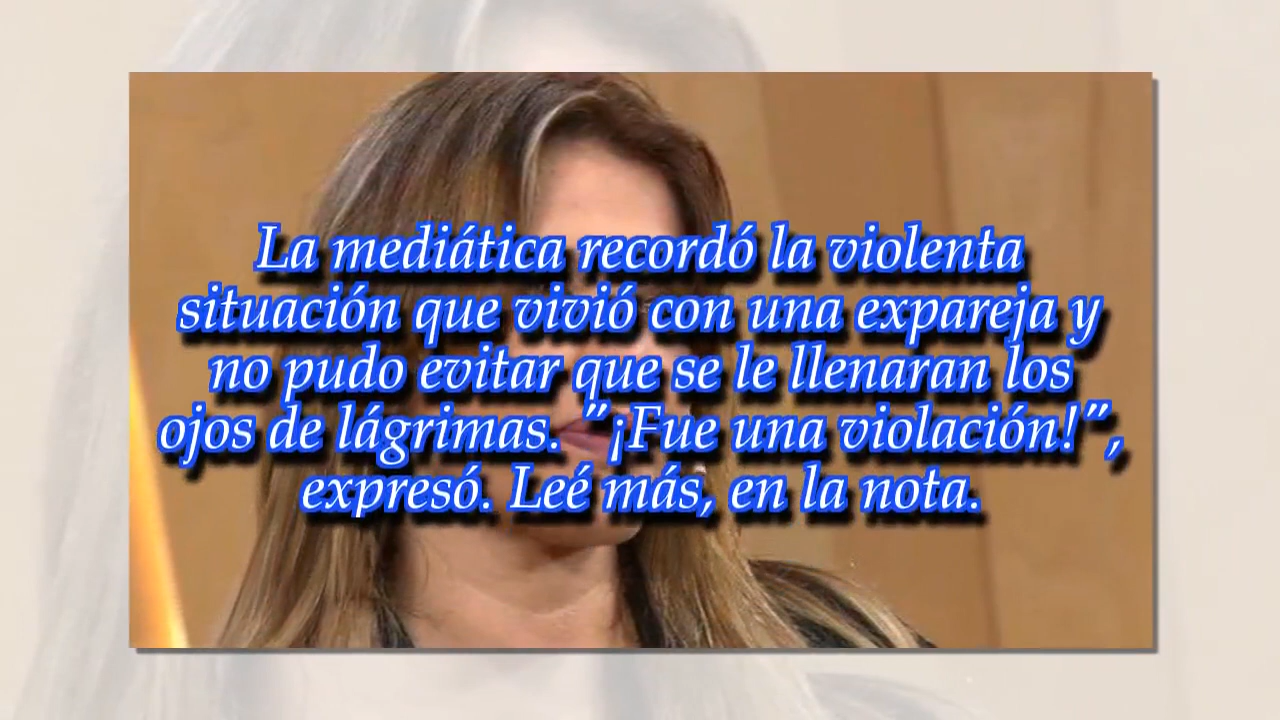 La mediática recordó la violenta
situación que vivió con una expareja y
no pudo evitar que se le llenaran los
ojos de lágrimas. "¡Fue una violación!",
expresó. Leé más, en la nota.